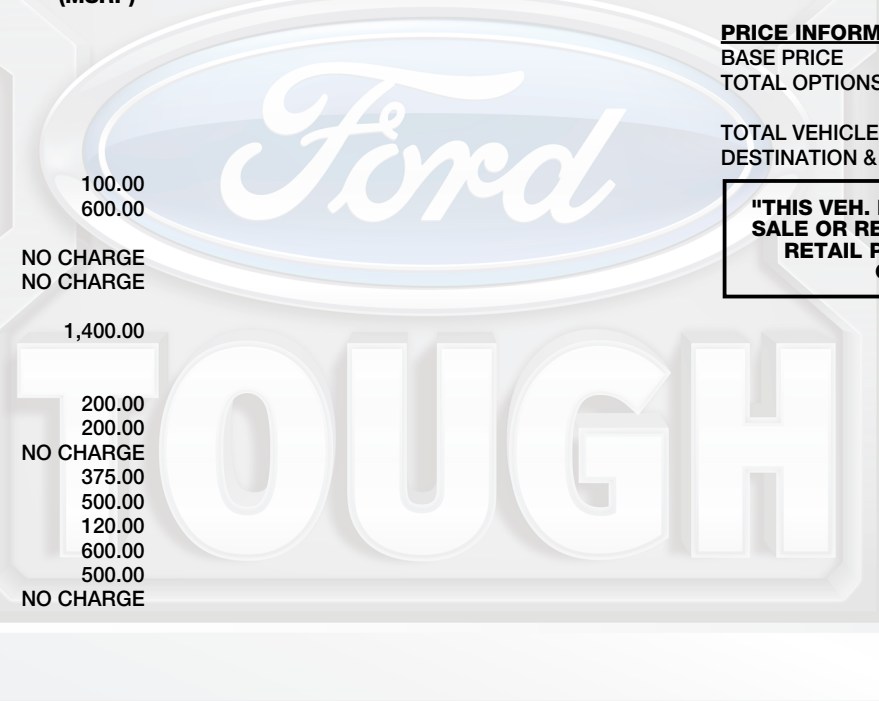 (MSRP)
100.00
600.00
NO CHARGE
NO CHARGE
1,400.00
200.00
200.00
NO CHARGE
375.00
500.00
120.00
600.00
500.00
NO CHARGE
PRICE INFORM
BASE PRICE
TOTAL OPTIONS
TOTAL VEHICLE
DESTINATION &
"THIS VEH.
SALE OR RE
RETAIL P
Ford
TOUGH